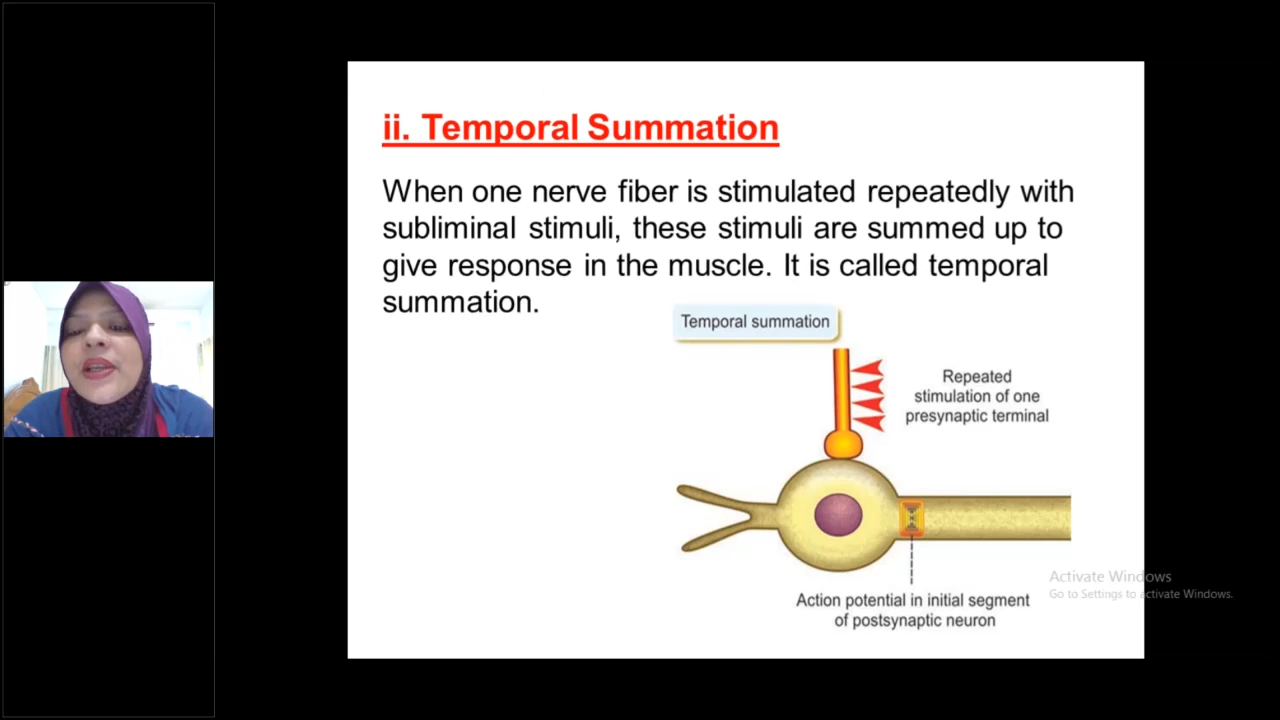 ii. Temporal Summation
When one nerve fiber is stimulated repeatedly with
subliminal stimuli, these stimuli are summed up to
give response in the muscle. It is called temporal
summation.
Temporal summation
Repeated
stimulation of one
presynaptic terminal
Action potential in initial segment
of postsynaptic neuron
Activate Windows
Go to Settings to activate Windows.